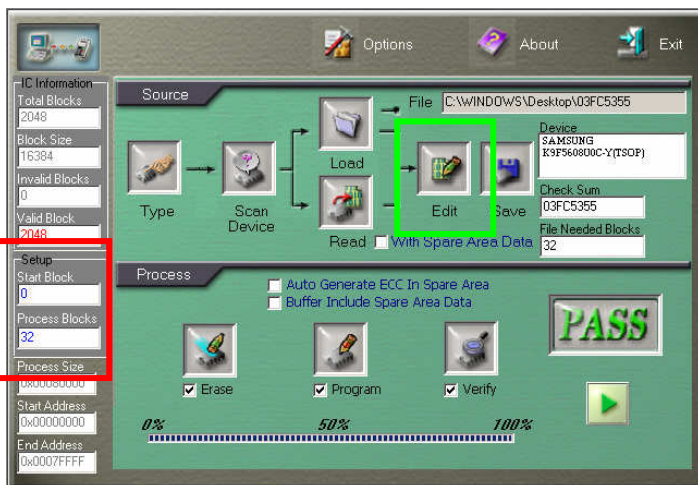 Options
About
Exit
IC Information
Total Blocks
2048
Block Size
16384
Invalid Blocks
0
Valid Block
2048
Setup
Start Block
0
Process Blocks
32
Process Size
0x00080000
Start Address
0x00000000
End Address
0x0007FFFF
Source
File C:\WINDOWS\Desktop\03FC5355
Type
Scan
Device
Load
Read
With Spare Area Data
Edit
Save
Device
SAMSUNG
K9F5608U0C-Y(TSOP)
Check Sum
03FC5355
File Needed Blocks
32
Process
Auto Generate ECC In Spare Area
Buffer Include Spare Area Data
Erase
Program
Verify
PASS
0% 50% 100%